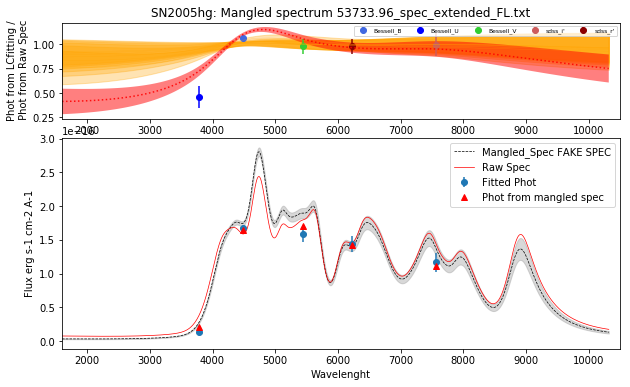 SN2005hg: Mangled spectrum 53733.96_spec_extended_FL.txt
Phot from LCfitting /
Phot from Raw Spec
1.00
0.75
0.50
0.25
Bessell_B
Bessell_U
Bessell_V
sdss_i'
sdss_r'
2000 3000 4000 5000 6000 7000 8000 9000 10000
Flux erg s-1 cm-2 A-1
3.0
2.5
2.0
1.5
1.0
0.5
0.0
Mangled_Spec FAKE SPEC
Raw Spec
Fitted Phot
Phot from mangled spec
2000 3000 4000 5000 6000 7000 8000 9000 10000
Wavelenght